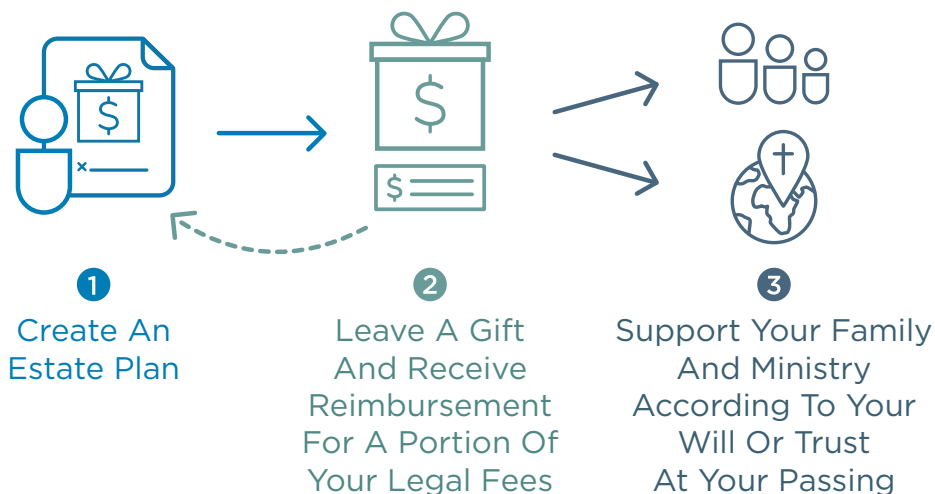 $
$
x
$
1
Create An
Estate Plan
2
Leave A Gift
And Receive
Reimbursement
For A Portion Of
Your Legal Fees
3
Support Your Family
And Ministry
According To Your
Will Or Trust
At Your Passing